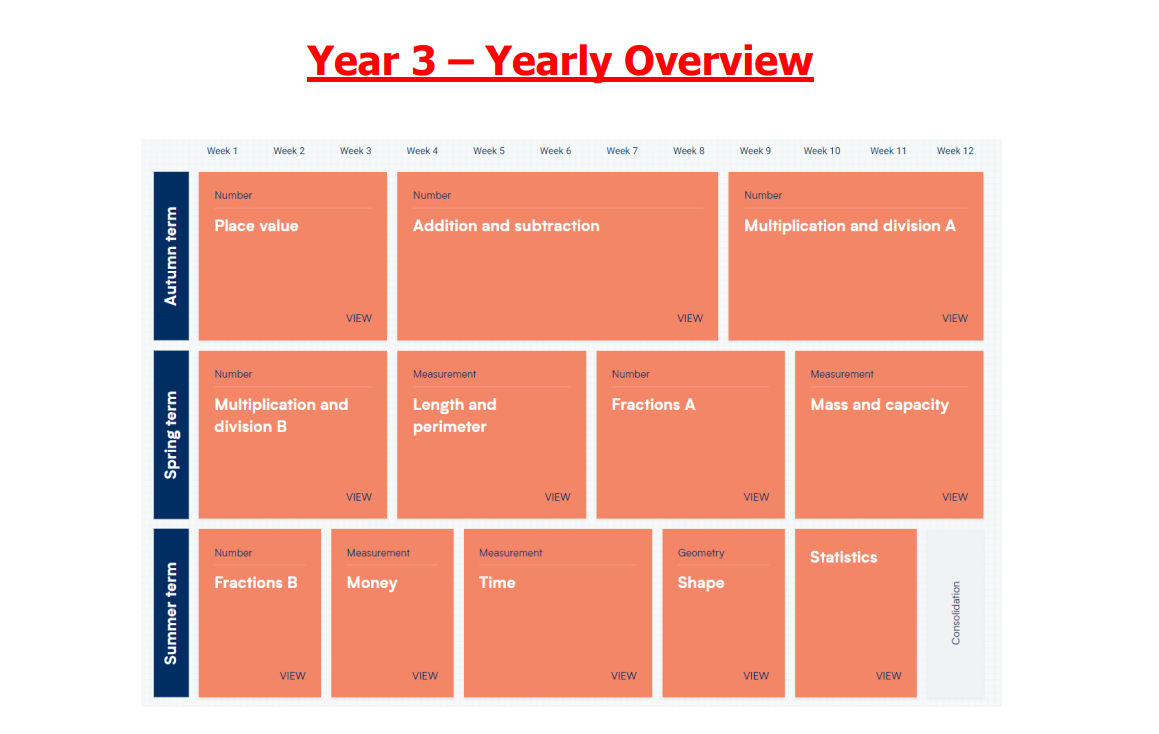 Year 3 – Yearly Overview
Week 1 Week 2 Week 3 Week 4 Week 5 Week 6 Week 7 Week 8 Week 9 Week 10 Week 11 Week 12
Autumn term
Number
Place value
VIEW
Number
Addition and subtraction
VIEW
Number
Multiplication and division A
VIEW
Spring term
Number
Multiplication and
division B
VIEW
Measurement
Length and
perimeter
VIEW
Number
Fractions A
VIEW
Measurement
Mass and capacity
VIEW
Summer term
Number
Fractions B
VIEW
Measurement
Money
VIEW
Measurement
Time
VIEW
Geometry
Shape
VIEW
Statistics
VIEW
Consolidation